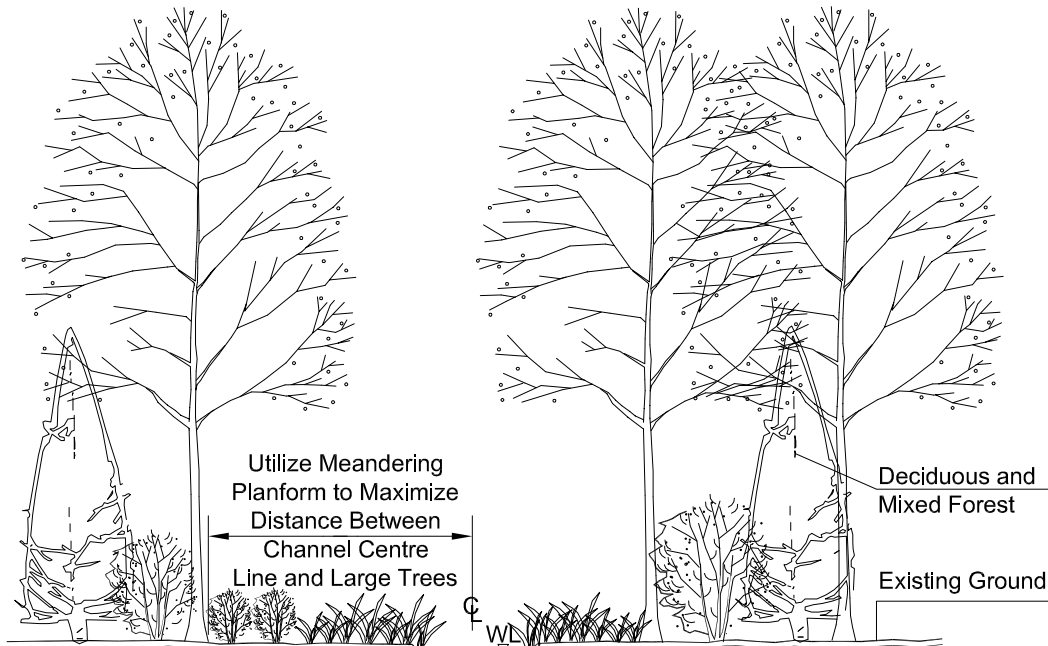 Utilize Meandering
Planform to Maximize
Distance Between
Channel Centre
Line and Large Trees
Deciduous and
Mixed Forest
Existing Ground
CL
WL